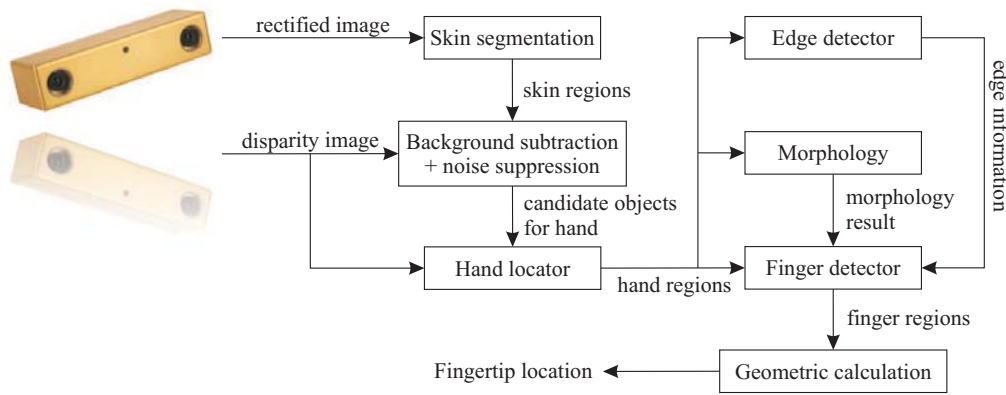 rectified image
Skin segmentation
Edge detector
skin regions
edge information
disparity image
Background subtraction
+ noise suppression
Morphology
candidate objects
for hand
morphology
result
Hand locator
hand regions
Finger detector
finger regions
Fingertip location
Geometric calculation